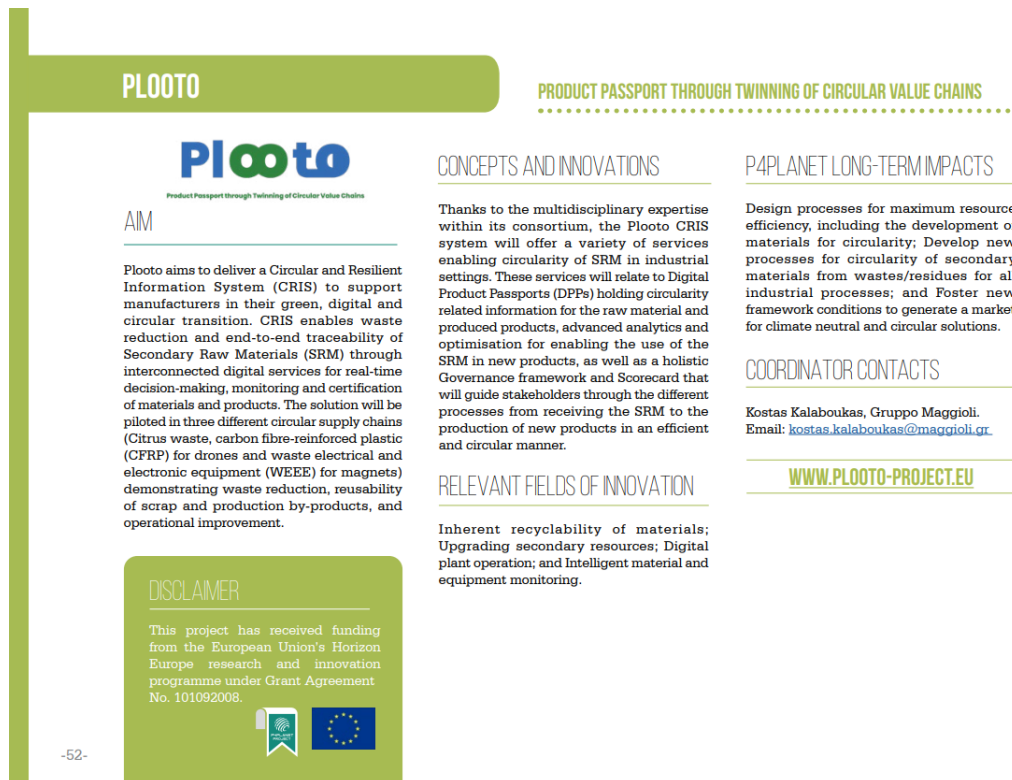 PLOOTO
PRODUCT PASSPORT THROUGH TWINNING OF CIRCULAR VALUE CHAINS
Plooto
Product Passport through Twinning of Circular Value Chains
AIM
Plooto aims to deliver a Circular and Resilient
Information System (CRIS) to support
manufacturers in their green, digital and
circular transition. CRIS enables waste
reduction and end-to-end traceability of
Secondary Raw Materials (SRM) through
interconnected digital services for real-time
decision-making, monitoring and certification
of materials and products. The solution will be
piloted in three different circular supply chains
(Citrus waste, carbon fibre-reinforced plastic
(CFRP) for drones and waste electrical and
electronic equipment (WEEE) for magnets)
demonstrating waste reduction, reusability
of scrap and production by-products, and
operational improvement.
DISCLAIMER
This project has received funding
from the European Union's Horizon
Europe research and innovation
programme under Grant Agreement
No. 101092008.
P4PLANET
PROJECT
-52-
CONCEPTS AND INNOVATIONS
Thanks to the multidisciplinary expertise
within its consortium, the Plooto CRIS
system will offer a variety of services
enabling circularity of SRM in industrial
settings. These services will relate to Digital
Product Passports (DPPs) holding circularity
related information for the raw material and
produced products, advanced analytics and
optimisation for enabling the use of the
SRM in new products, as well as a holistic
Governance framework and Scorecard that
will guide stakeholders through the different
processes from receiving the SRM to the
production of new products in an efficient
and circular manner.
RELEVANT FIELDS OF INNOVATION
Inherent recyclability of materials;
Upgrading secondary resources; Digital
plant operation; and Intelligent material and
equipment monitoring.
P4PLANET LONG-TERM IMPACTS
Design processes for maximum resource
efficiency, including the development o
materials for circularity; Develop new
processes for circularity of secondary
materials from wastes/residues for al
industrial processes; and Foster new
framework conditions to generate a market
for climate neutral and circular solutions.
COORDINATOR CONTACTS
Kostas Kalaboukas, Gruppo Maggioli.
Email: kostas.kalaboukas@maggioli.gr
WWW.PLOOTO-PROJECT.EU